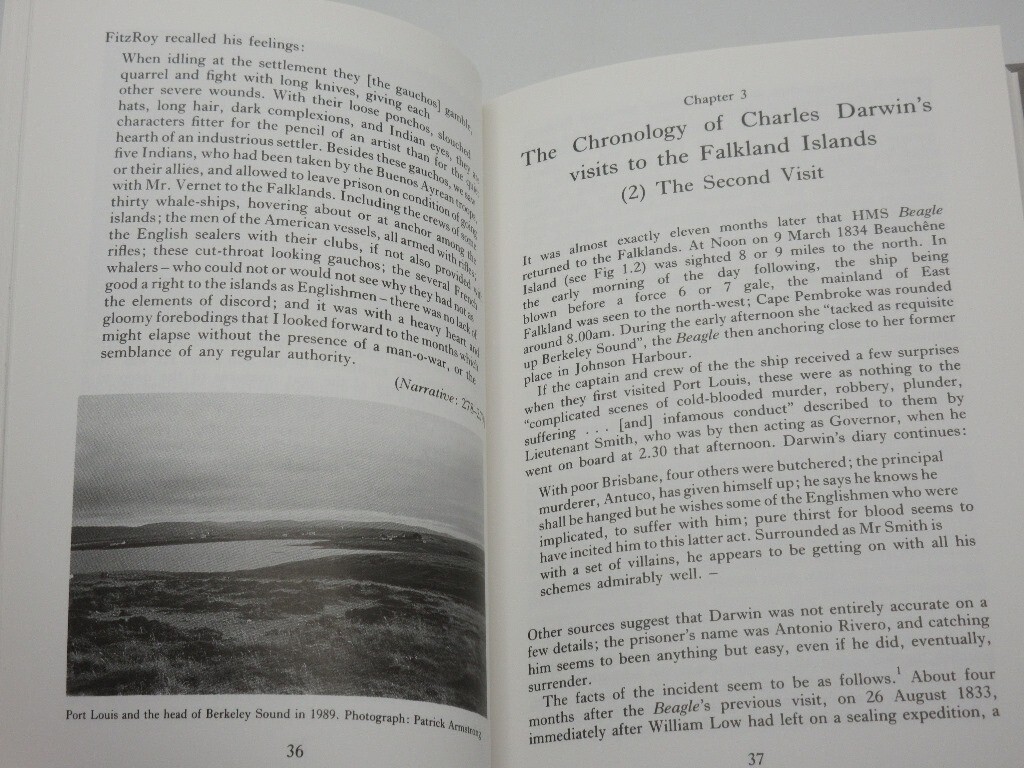 FitzRoy recalled his feelings:
When idling at the settlement they [the gauchos] gamble,
quarrel and fight with long knives, giving each
other severe wounds. With their loose ponchos, slouched
hats, long hair, dark complexions, and Indian eyes, they are
characters fitter for the pencil of an artist than for the quiet
hearth of an industrious settler. Besides these gauchos, we saw
five Indians, who had been taken by the Buenos Ayrean troops,
or their allies, and allowed to leave prison on condition of going
with Mr. Vernet to the Falklands. Including the crews of some
thirty whale-ships, hovering about or at anchor among the
islands; the men of the American vessels, all armed with rifles;
the English sealers with their clubs, if not also provided with
rifles; these cut-throat looking gauchos; the several French
whalers – who could not or would not see why they had not as
good a right to the islands as Englishmen – there was no lack of
the elements of discord; and it was with a heavy heart and
gloomy forebodings that I looked forward to the months which
might elapse without the presence of a man-o-war, or the
semblance of any regular authority.
(Narrative: 278-279
Port Louis and the head of Berkeley Sound in 1989. Photograph: Patrick Armstrong
36
Chapter 3
The Chronology of Charles Darwin's
visits to the Falkland Islands
(2) The Second Visit
It was almost exactly eleven months later that HMS Beagle
returned to the Falklands. At Noon on 9 March 1834 Beauchêne
Island (see Fig 1.2) was sighted 8 or 9 miles to the north. In
the early morning of the day following, the ship being
blown before a force 6 or 7 gale, the mainland of East
Falkland was seen to the north-west; Cape Pembroke was rounded
around 8.00am. During the early afternoon she "tacked as requisite
up Berkeley Sound", the Beagle then anchoring close to her former
place in Johnson Harbour.
If the captain and crew of the the ship received a few surprises
when they first visited Port Louis, these were as nothing to the
"complicated scenes of cold-blooded murder, robbery, plunder,
suffering . . . [and] infamous conduct" described to them by
Lieutenant Smith, who was by then acting as Governor, when he
went on board at 2.30 that afternoon. Darwin's diary continues:
With poor Brisbane, four others were butchered; the principal
murderer, Antuco, has given himself up; he says he knows he
shall be hanged but he wishes some of the Englishmen who were
implicated, to suffer with him; pure thirst for blood seems to
have incited him to this latter act. Surrounded as Mr Smith is
with a set of villains, he appears to be getting on with all his
schemes admirably well. –
Other sources suggest that Darwin was not entirely accurate on a
few details; the prisoner's name was Antonio Rivero, and catching
him seems to been anything but easy, even if he did, eventually,
surrender.
The facts of the incident seem to be as follows.1 About four
months after the Beagle's previous visit, on 26 August 1833,
immediately after William Low had left on a sealing expedition, a
37